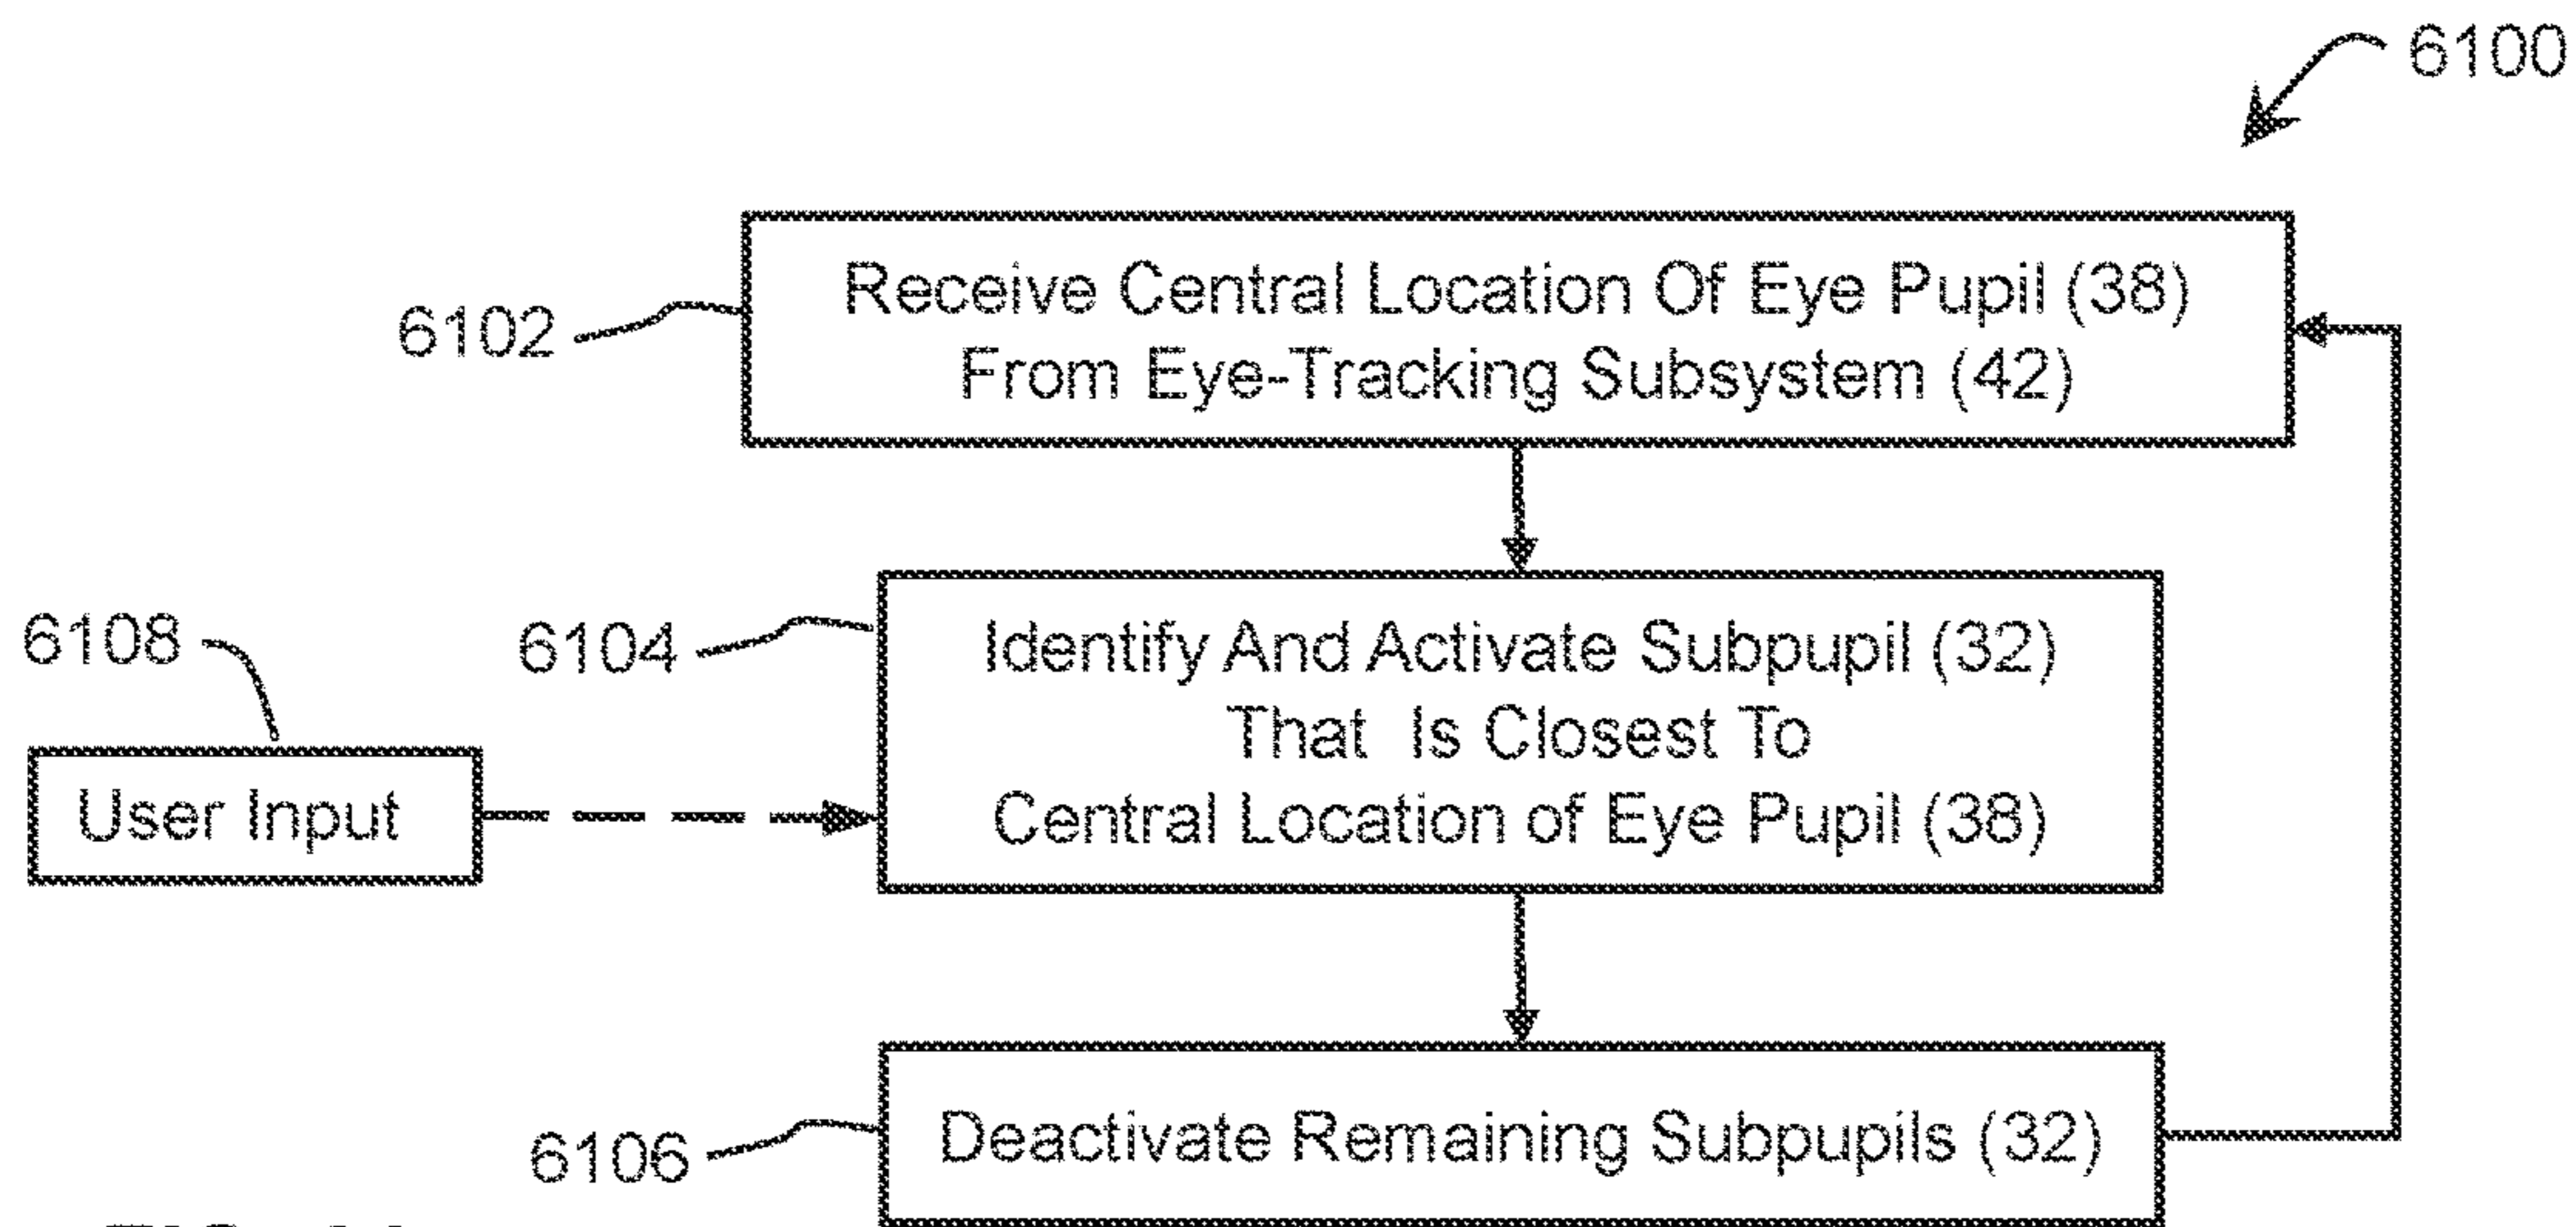 6100
Receive Central Location Of Eye Pupil (38)
From Eye-Tracking Subsystem (42)
6102
6108
6104
Identify And Activate Subpupil (32)
That Is Closest To
Central Location of Eye Pupil (38)
User Input
Deactivate Remaining Subpupils (32)
6106